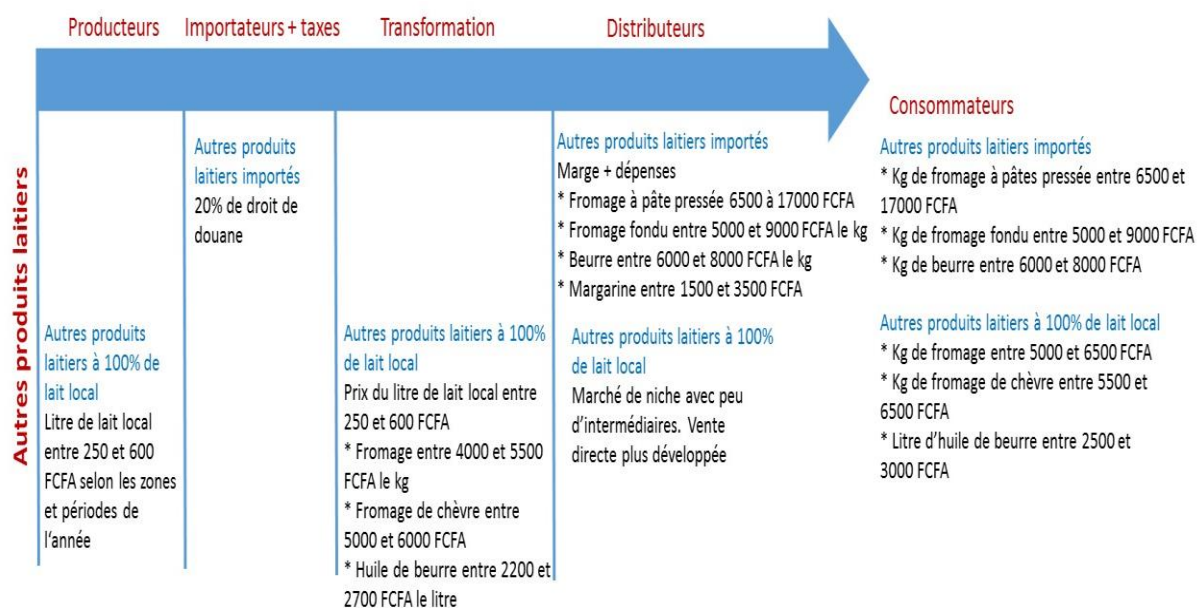 Producteurs
Importateurs + taxes
Transformation
Distributeurs
Consommateurs
Autres produits laitiers
Autres produits
laitiers à 100% de
lait local
Litre de lait local
entre 250 et 600
FCFA selon les zones
et périodes de
l'année
Autres produits
laitiers importés
20% de droit de
douane
Autres produits laitiers à 100%
de lait local
Prix du litre de lait local entre
250 et 600 FCFA
* Fromage entre 4000 et 5500
FCFA le kg
* Fromage de chèvre entre
5000 et 6000 FCFA
* Huile de beurre entre 2200 et
2700 FCFA le litre
Autres produits laitiers importés
Marge + dépenses
* Fromage à pâte pressée 6500 à 17000 FCFA
* Fromage fondu entre 5000 et 9000 FCFA le kg
* Beurre entre 6000 et 8000 FCFA le kg
* Margarine entre 1500 et 3500 FCFA
Autres produits laitiers à 100%
de lait local
Marché de niche avec peu
d'intermédiaires. Vente
directe plus développée
Autres produits laitiers importés
* Kg de fromage à pâtes pressée entre 6500 et
17000 FCFA
* Kg de fromage fondu entre 5000 et 9000 FCFA
* Kg de beurre entre 6000 et 8000 FCFA
Autres produits laitiers à 100% de lait local
* Kg de fromage entre 5000 et 6500 FCFA
* Kg de fromage de chèvre entre 5500 et
6500 FCFA
* Litre d'huile de beurre entre 2500 et
3000 FCFA